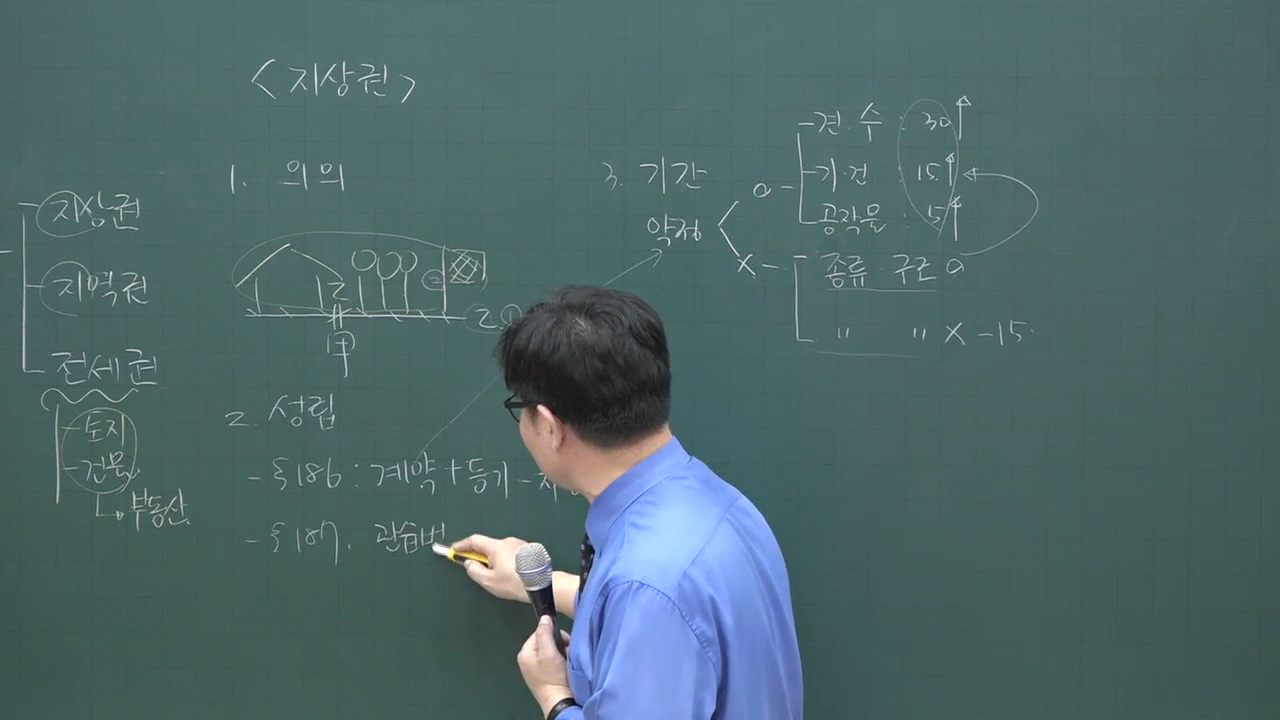 <지상권>
지상권
지역권
전세권
토지
건물
부동산
1. 의의
甲
2. 성립
- §186 : 계약 + 등기 -
- §187. 관습법
3. 기간
약정
o - 견. 수 : 30↑
기.건 15↑
공작물 : 5↑
X - 종류. 구조 o
" " X - 15.